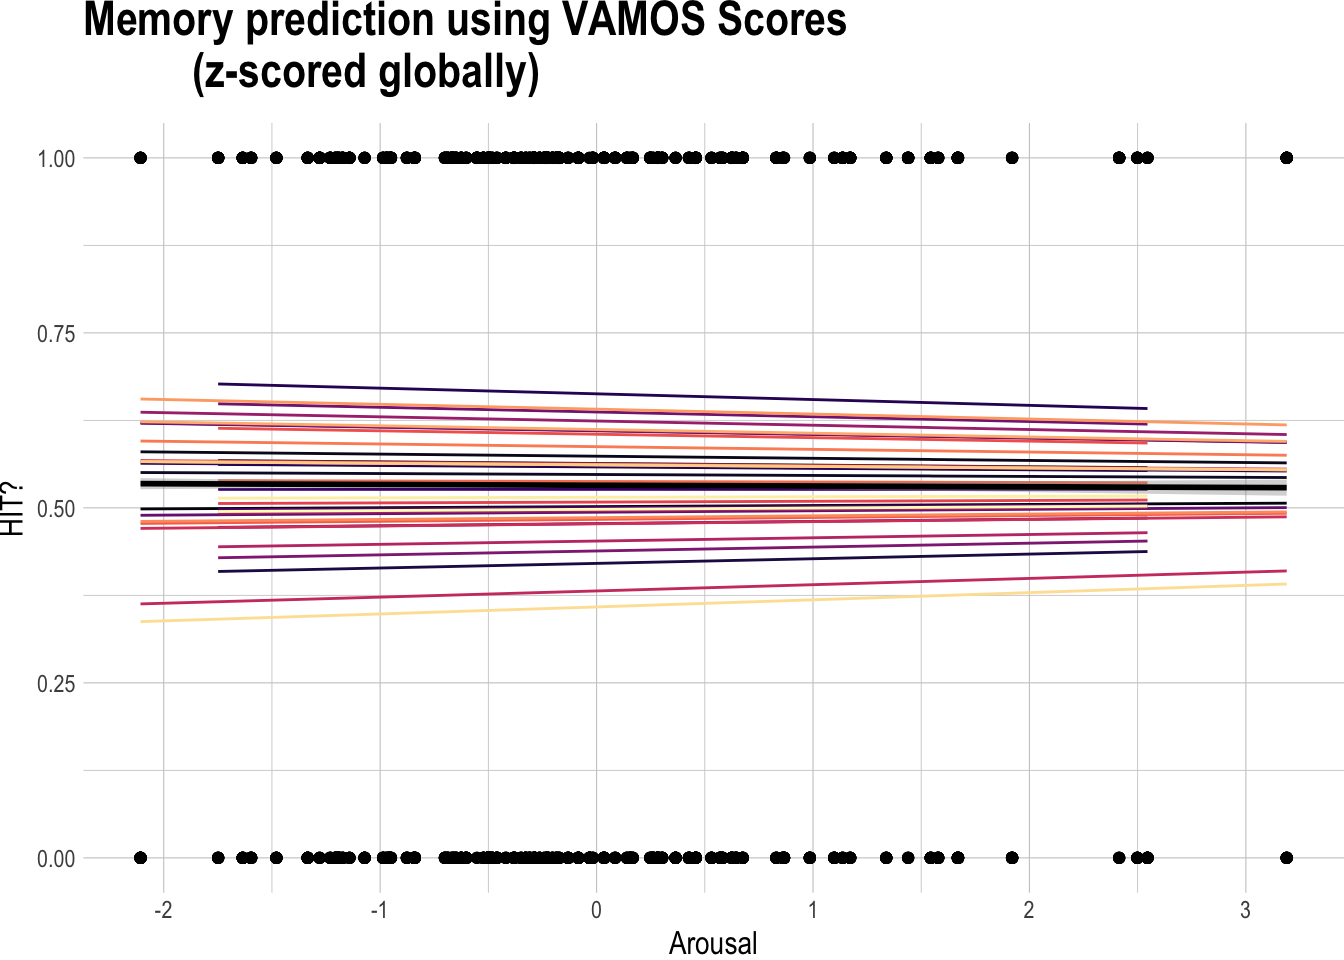 Memory prediction using VAMOS Scores
(z-scored globally)
1.00
0.75
0.50
0.25
0.00
HIT?
-2 -1 0 1 2 3
Arousal